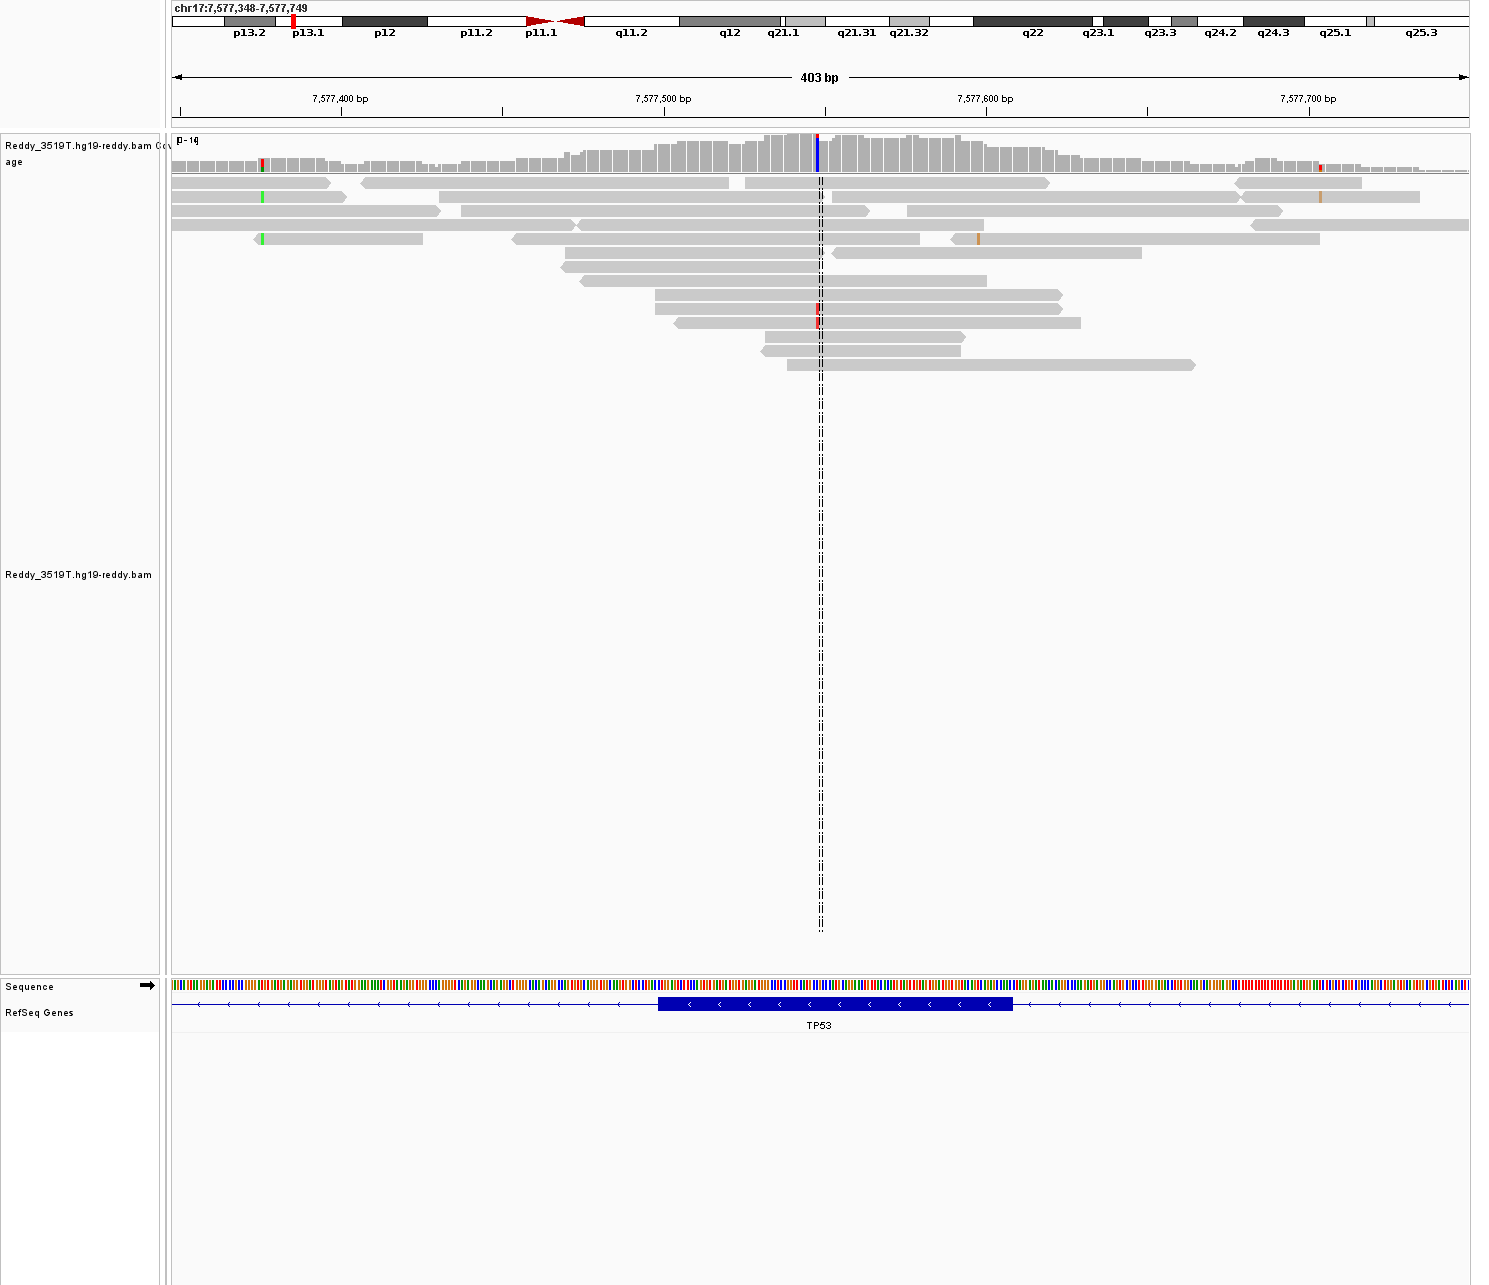 chr17:7,577,348-7,577,749
p13.2 p13.1 p12 p11.2 p11.1 q11.2 q12 q21.1 q21.31 q21.32 q22 q23.1 q23.3 q24.2 q24.3 q25.1 q25.3
403 bp
7,577,400 bp 7,577,500 bp 7,577,600 bp 7,577,700 bp
Reddy_3519T.hg19-reddy.bam Cov
age
Reddy_3519T.hg19-reddy.bam
Sequence
RefSeq Genes
TP53